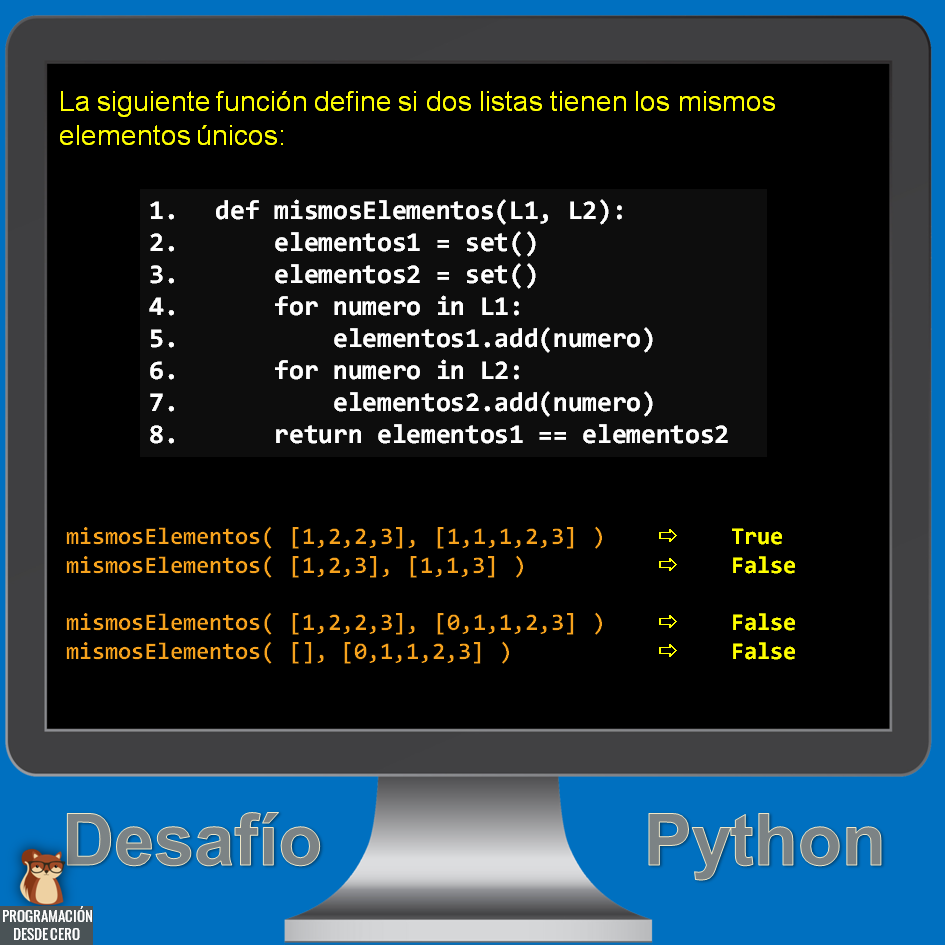 La siguiente función define si dos listas tienen los mismos
elementos únicos:
1. def mismosElementos(L1, L2):
2.     elementos1 = set()
3.     elementos2 = set()
4.     for numero in L1:
5.         elementos1.add(numero)
6.     for numero in L2:
7.         elementos2.add(numero)
8.     return elementos1 == elementos2
mismosElementos( [1,2,2,3], [1,1,1,2,3] ) ⇨ True
mismosElementos( [1,2,3], [1,1,3] ) ⇨ False
mismosElementos( [1,2,2,3], [0,1,1,2,3] ) ⇨ False
mismosElementos( [], [0,1,1,2,3] ) ⇨ False
Desafío Python
PROGRAMACIÓN
DESDE CERO